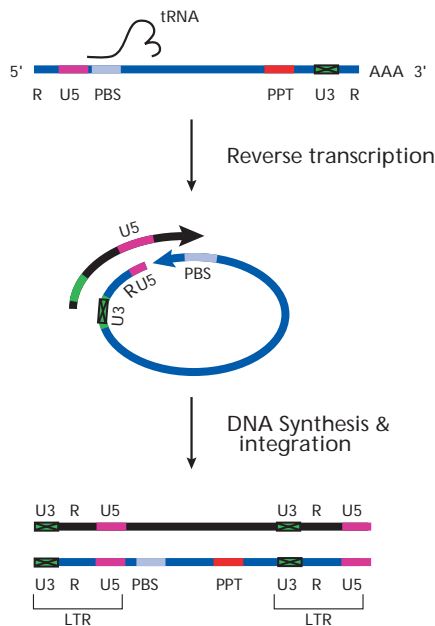 tRNA
5' AAA 3'
R U5 PBS PPT U3 R
Reverse transcription
U5
PBS
R U5
U3
DNA Synthesis &
integration
U3 R U5 U3 R U5
U3 R U5 PBS PPT U3 R U5
LTR LTR